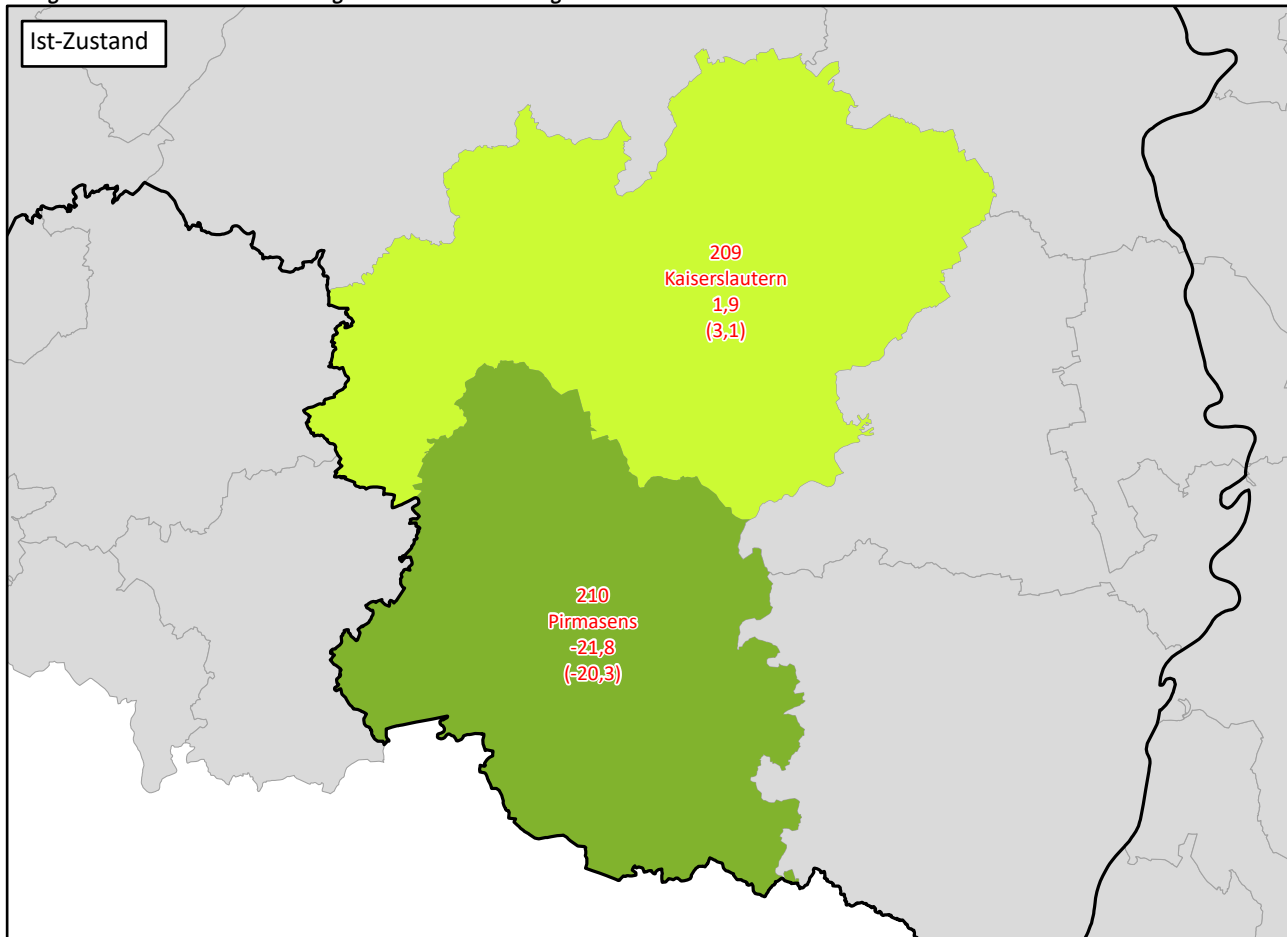 Ist-Zustand
209
Kaiserslautern
1,9
(3,1)
210
Pirmasens
-21,8
(-20,3)